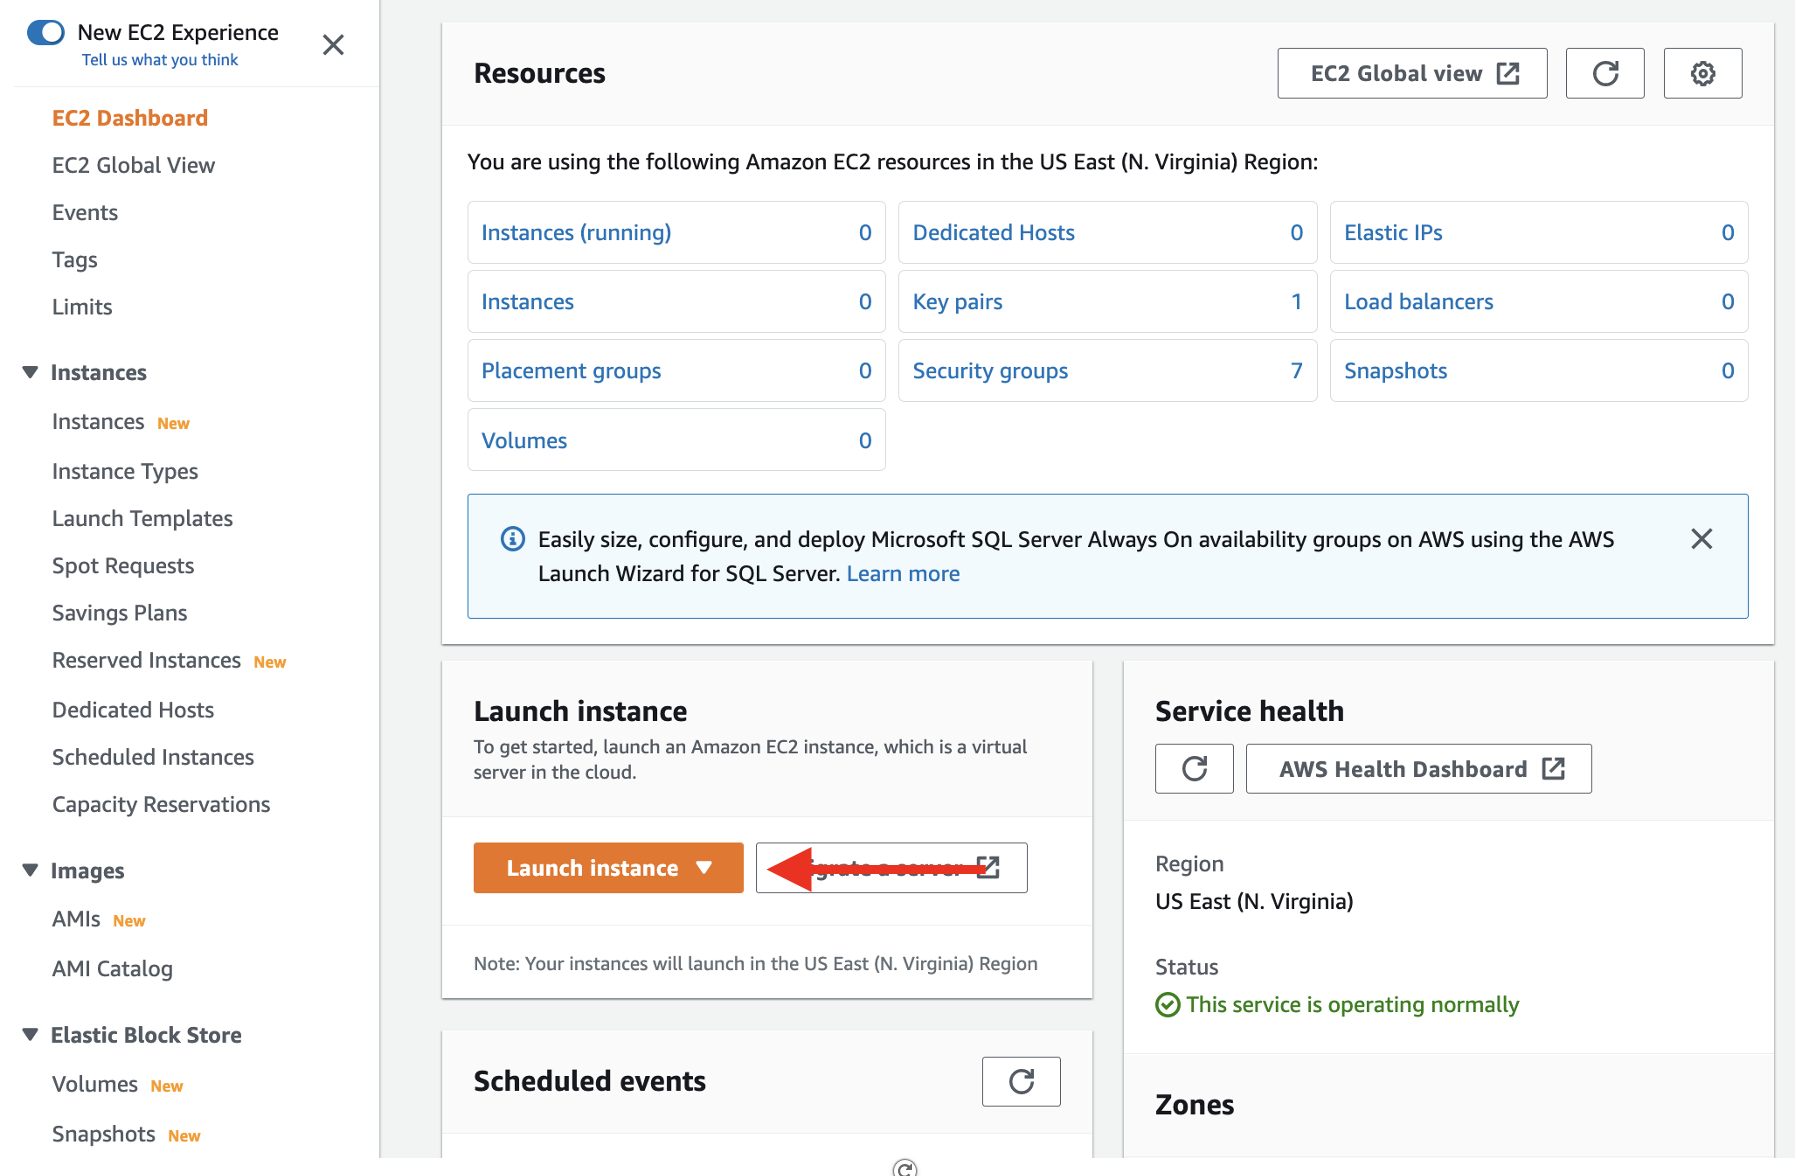 New EC2 Experience
Tell us what you think
EC2 Dashboard
EC2 Global View
Events
Tags
Limits
Instances
Instances New
Instance Types
Launch Templates
Spot Requests
Savings Plans
Reserved Instances New
Dedicated Hosts
Scheduled Instances
Capacity Reservations
Images
AMIs New
AMI Catalog
Elastic Block Store
Volumes New
Snapshots New
Resources
EC2 Global view
You are using the following Amazon EC2 resources in the US East (N. Virginia) Region:
Instances (running) 0
Dedicated Hosts 0
Elastic IPs 0
Instances 0
Key pairs 1
Load balancers 0
Placement groups 0
Security groups 7
Snapshots 0
Volumes 0
Easily size, configure, and deploy Microsoft SQL Server Always On availability groups on AWS using the AWS
Launch Wizard for SQL Server. Learn more
Launch instance
To get started, launch an Amazon EC2 instance, which is a virtual
server in the cloud.
Launch instance
a server
Note: Your instances will launch in the US East (N. Virginia) Region
Scheduled events
Service health
AWS Health Dashboard
Region
US East (N. Virginia)
Status
This service is operating normally
Zones